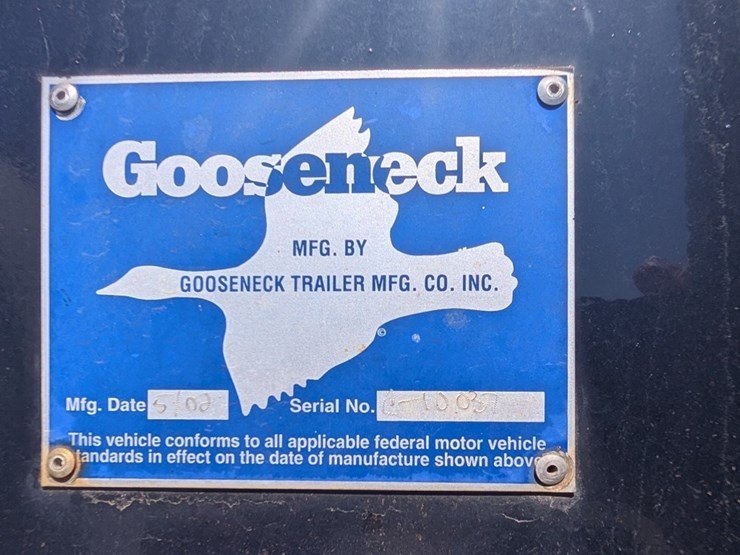 Gooseneck
MFG. BY
GOOSENECK TRAILER MFG. CO. INC.
©
Mfg. Date 5/02 Serial No.
This vehicle conforms to all applicable federal motor vehicle
standards in effect on the date of manufacture shown above